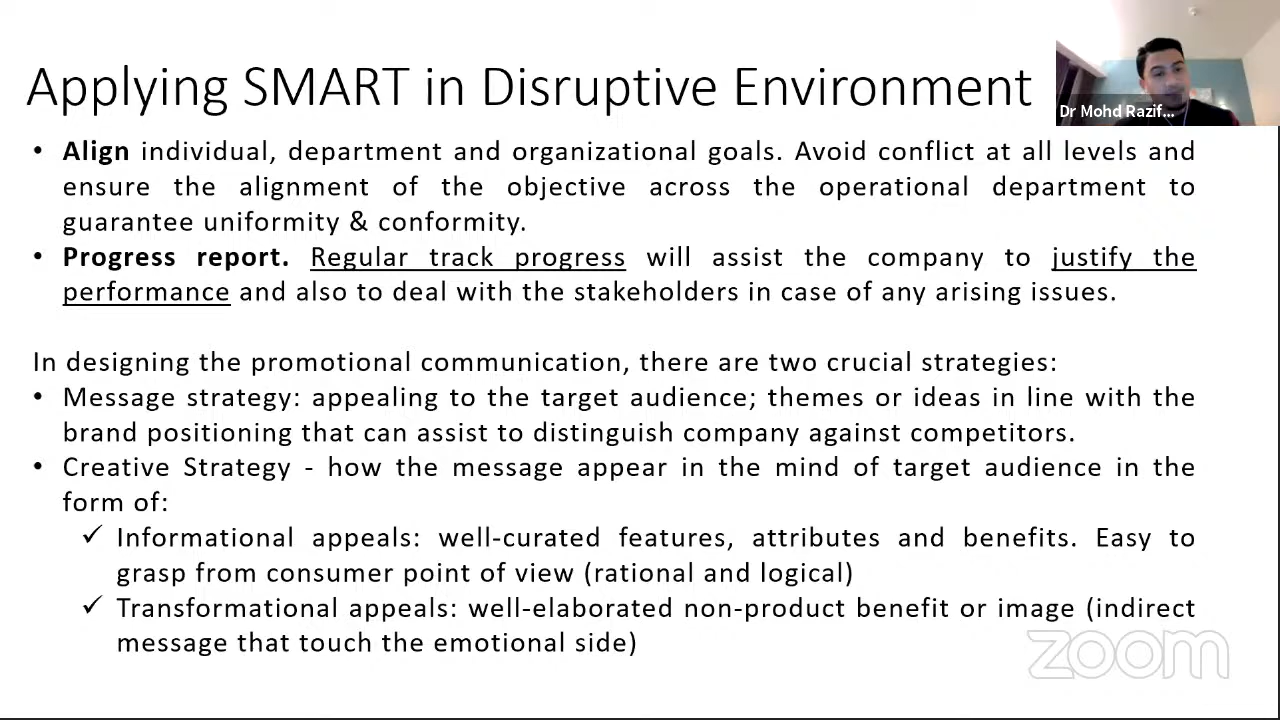 Applying SMART in Disruptive Environment
Dr Mohd Razif...
• Align individual, department and organizational goals. Avoid conflict at all levels and
ensure the alignment of the objective across the operational department to
guarantee uniformity & conformity.
• Progress report. Regular track progress will assist the company to justify the
performance and also to deal with the stakeholders in case of any arising issues.
In designing the promotional communication, there are two crucial strategies:
• Message strategy: appealing to the target audience; themes or ideas in line with the
brand positioning that can assist to distinguish company against competitors.
• Creative Strategy - how the message appear in the mind of target audience in the
form of:
✓ Informational appeals: well-curated features, attributes and benefits. Easy to
grasp from consumer point of view (rational and logical)
✓ Transformational appeals: well-elaborated non-product benefit or image (indirect
message that touch the emotional side)
zoom